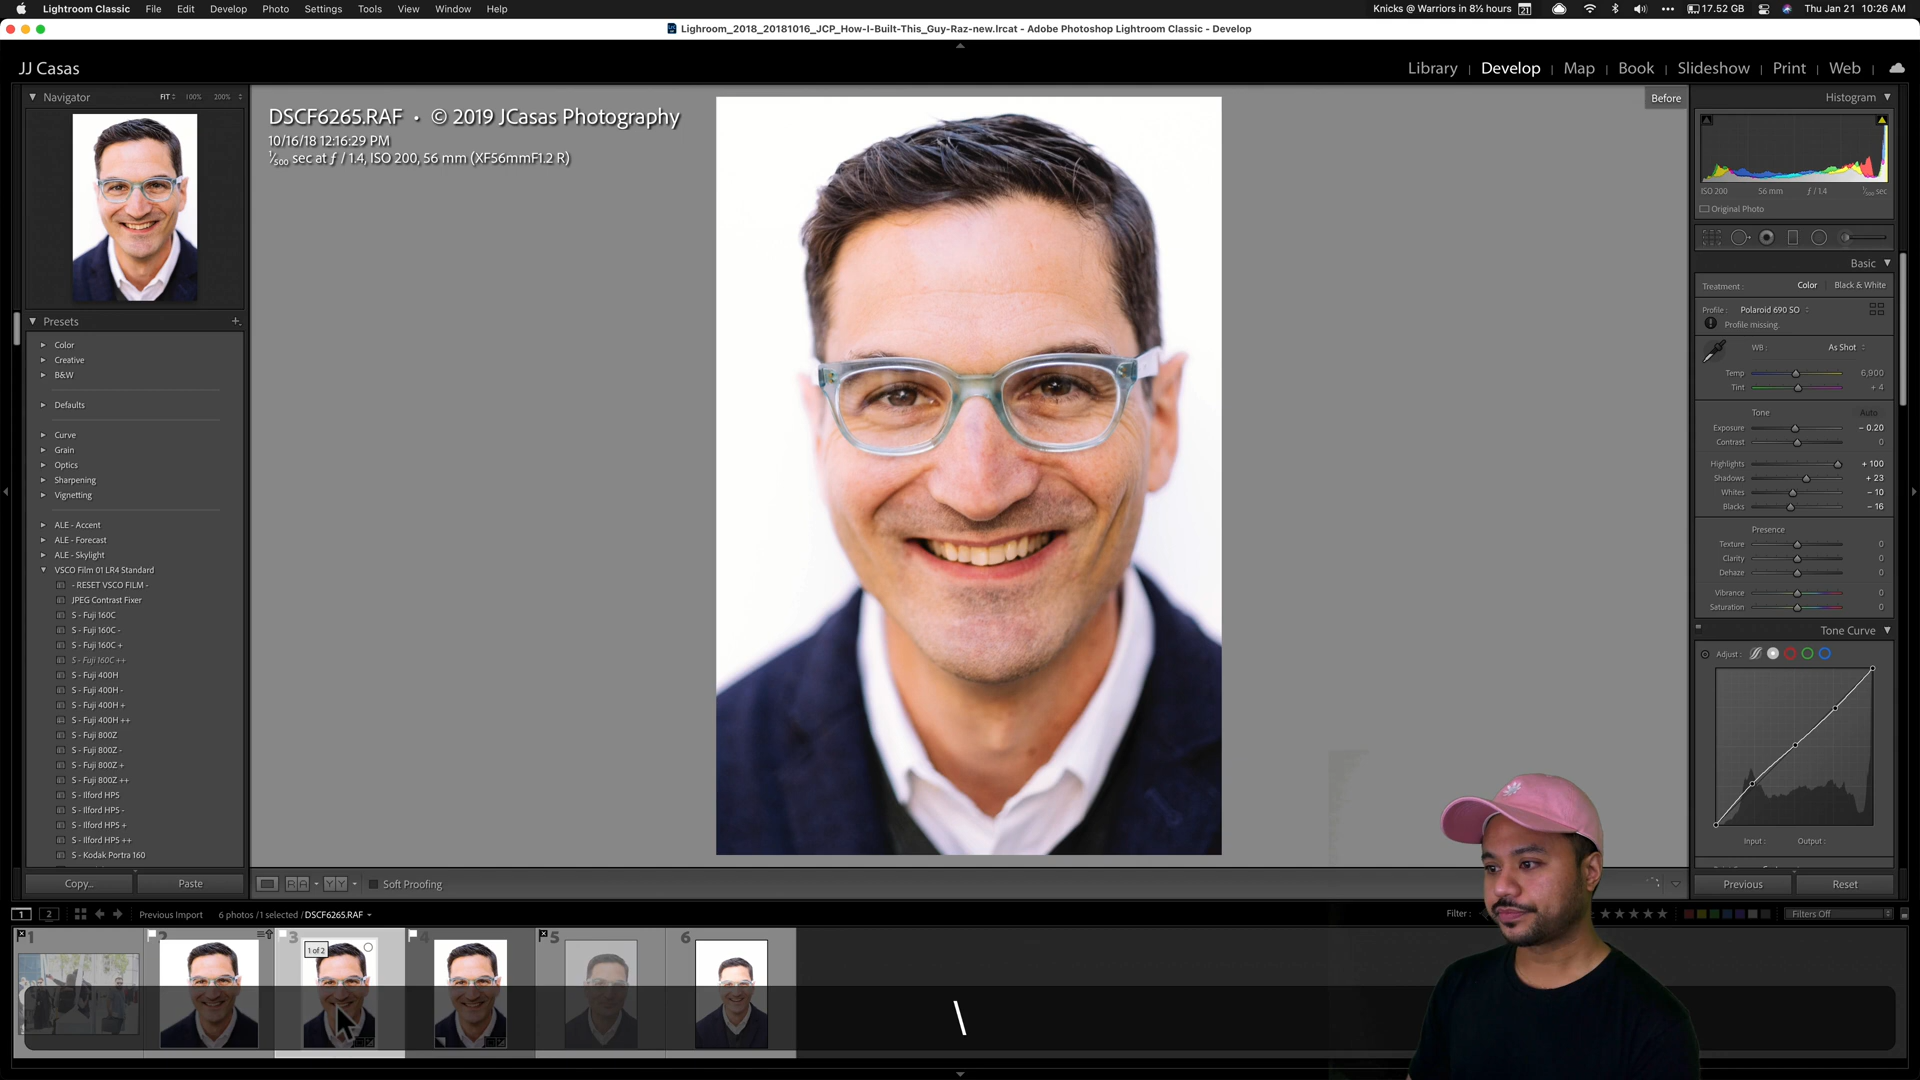 Lightroom Classic File Edit Develop Photo Settings Tools View Window Help
Knicks @ Warriors in 8½ hours 21 17.52 GB Thu Jan 21 10:26 AM
Lighroom_2018_20181016_JCP_How-I-Built-This_Guy-Raz-new.lrcat - Adobe Photoshop Lightroom Classic - Develop
JJ Casas
Library | Develop | Map | Book | Slideshow | Print | Web
Navigator FIT 100% 200%
DSCF6265.RAF • © 2019 JCasas Photography
10/16/18 12:16:29 PM
1/500 sec at ƒ / 1.4, ISO 200, 56 mm (XF56mmF1.2 R)
Before
Presets +
Color
Creative
B&W
Defaults
Curve
Grain
Optics
Sharpening
Vignetting
ALE - Accent
ALE - Forecast
ALE - Skylight
VSCO Film 01 LR4 Standard
- RESET VSCO FILM -
JPEG Contrast Fixer
S - Fuji 160C
S - Fuji 160C -
S - Fuji 160C +
S - Fuji 160C ++
S - Fuji 400H
S - Fuji 400H -
S - Fuji 400H +
S - Fuji 400H ++
S - Fuji 800Z
S - Fuji 800Z -
S - Fuji 800Z +
S - Fuji 800Z ++
S - Ilford HP5
S - Ilford HP5 -
S - Ilford HP5 +
S - Ilford HP5 ++
S - Kodak Portra 160
Copy... Paste
Soft Proofing
Histogram
ISO 200 56 mm ƒ / 1.4 1/500 sec
Original Photo
Basic
Treatment : Color Black & White
Profile : Polaroid 690 SO
Profile missing.
WB : As Shot
Temp 6,900
Tint + 4
Tone Auto
Exposure - 0.20
Contrast 0
Highlights + 100
Shadows + 23
Whites - 10
Blacks - 16
Presence
Texture 0
Clarity 0
Dehaze 0
Vibrance 0
Saturation 0
Tone Curve
Adjust :
Input : Output :
Previous Reset
1 2 Previous Import 6 photos / 1 selected / DSCF6265.RAF
Filter : Filters Off
1 2 3 4 5 6
1 of 2
\